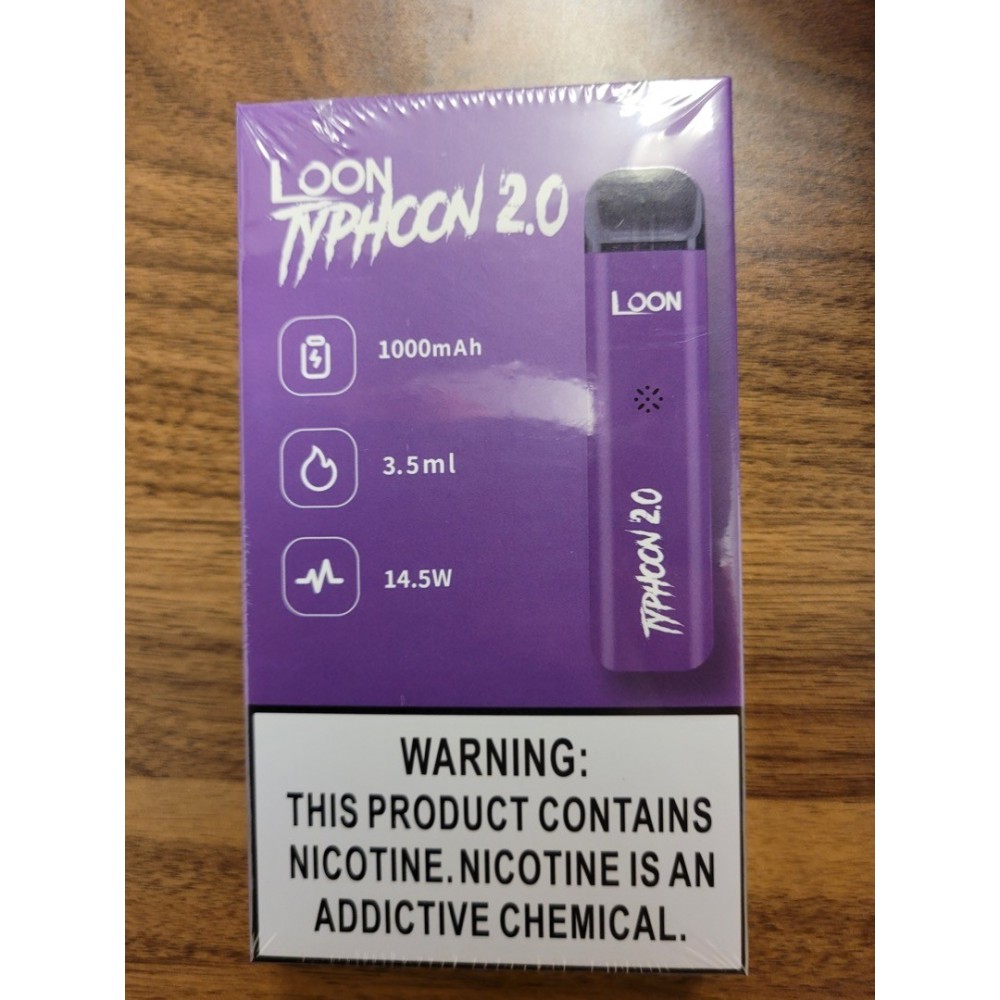 LOON
TYPHOON 2.0
1000mAh
3.5ml
14.5W
LOON
TYPHOON 2.0
WARNING:
THIS PRODUCT CONTAINS
NICOTINE. NICOTINE IS AN
ADDICTIVE CHEMICAL.